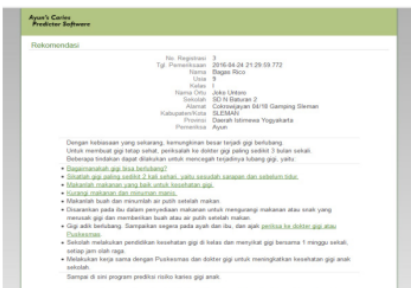 Ayun's Caries
Predictor Software
Rekomendasi
No. Registrasi 3
Tgl. Pemeriksaan 2016-04-24 21:29:59.772
Nama Bagas Rico
Usia 9
Kelas 1
Nama Ortu Joko Untoro
Sekolah SD N Baturan 2
Alamat Cokrowijayan 04/10 Gamping Sleman
Kabupaten/Kota SLEMAN
Provinsi Daerah Istimewa Yogyakarta
Pemeriksa Ayun
Dengan kebiasaan yang sekarang, kemungkinan besar terjadi gigi berlubang.
Untuk membuat gigi tetap sehat, periksalah ke dokter gigi paling sedikit 3 bulan sekali.
Beberapa tindakan dapat dilakukan untuk mencegah terjadinya lubang gigi, yaitu:
• Bagaimanakah gigi bisa berlubang?
• Sikatlah gigi paling sedikit 2 kali sehari, yaitu sesudah sarapan dan sebelum tidur.
• Makanlah makanan yang baik untuk kesehatan gigi.
• Kurangi makanan dan minuman manis.
• Makanlah buah dan minumlah air putih setelah makan.
• Disarankan pada ibu dalam penyediaan makanan untuk mengurangi makanan atau snak yang
merusak gigi dan memberikan buah atau air putih setelah makan.
• Gigi adik berlubang. Sampaikan segera pada ayah dan ibu, dan ajak periksa ke dokter gigi atau
Puskesmas.
• Sekolah melakukan pendidikan kesehatan gigi di kelas dan menyikat gigi bersama 1 minggu sekali,
setiap jam olah raga.
• Melakukan kerja sama dengan Puskesmas dan dokter gigi untuk meningkatkan kesehatan gigi anak
sekolah.
Sampai di sini program prediksi risiko karies gigi anak.